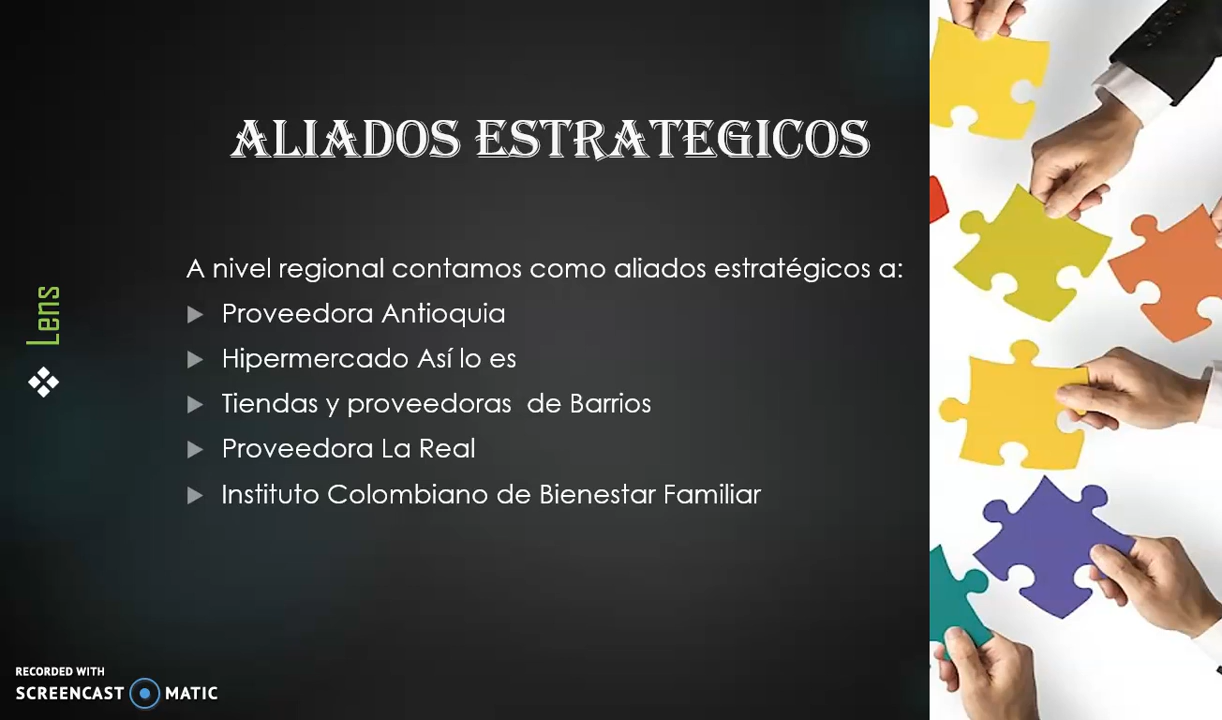 ALIADOS ESTRATEGICOS
A nivel regional contamos como aliados estratégicos a:
Proveedora Antioquia
Hipermercado Así lo es
Tiendas y proveedoras de Barrios
Proveedora La Real
Instituto Colombiano de Bienestar Familiar
Lens
RECORDED WITH
SCREENCAST MATIC